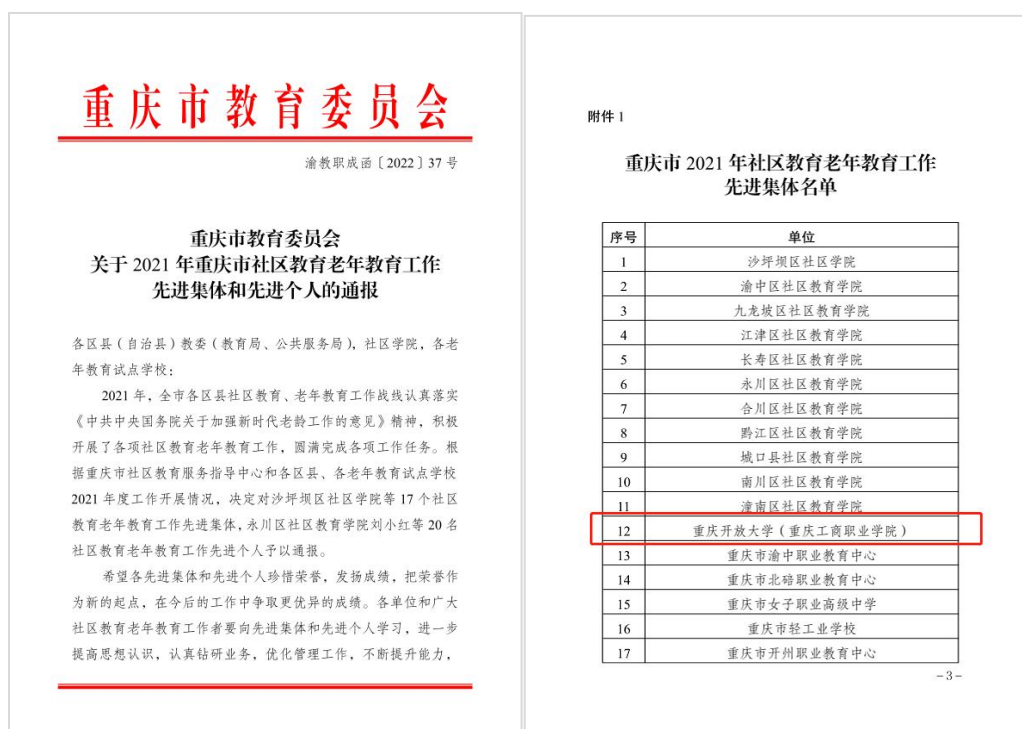 重庆市教育委员会
渝教职成函〔2022〕37 号
重庆市教育委员会
关于 2021 年重庆市社区教育老年教育工作
先进集体和先进个人的通报
各区县（自治县）教委（教育局、公共服务局），社区学院，各老
年教育试点学校：
2021 年，全市各区县社区教育、老年教育工作战线认真落实
《中共中央国务院关于加强新时代老龄工作的意见》精神，积极
开展了各项社区教育老年教育工作，圆满完成各项工作任务。根
据重庆市社区教育服务指导中心和各区县、各老年教育试点学校
2021 年度工作开展情况，决定对沙坪坝区社区学院等 17 个社区
教育老年教育工作先进集体，永川区社区教育学院刘小红等 20 名
社区教育老年教育工作先进个人予以通报。
希望各先进集体和先进个人珍惜荣誉，发扬成绩，把荣誉作
为新的起点，在今后的工作中争取更优异的成绩。各单位和广大
社区教育老年教育工作者要向先进集体和先进个人学习，进一步
提高思想认识，认真钻研业务，优化管理工作，不断提升能力，
附件 1
重庆市 2021 年社区教育老年教育工作
先进集体名单
序号 单位
1 沙坪坝区社区学院
2 渝中区社区教育学院
3 九龙坡区社区教育学院
4 江津区社区教育学院
5 长寿区社区教育学院
6 永川区社区教育学院
7 合川区社区教育学院
8 黔江区社区教育学院
9 城口县社区教育学院
10 南川区社区教育学院
11 潼南区社区教育学院
12 重庆开放大学（重庆工商职业学院）
13 重庆市渝中职业教育中心
14 重庆市北碚职业教育中心
15 重庆市女子职业高级中学
16 重庆市轻工业学校
17 重庆市开州职业教育中心
－3－